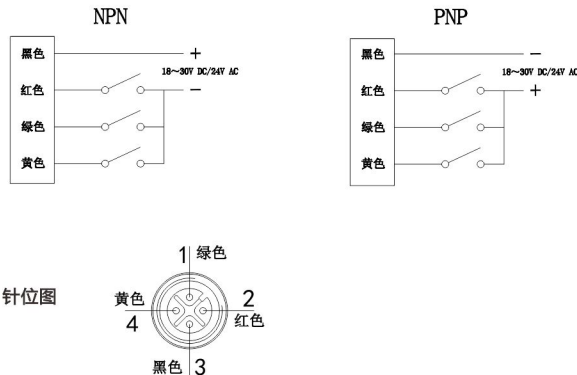 NPN
黑色
+
18～30V DC/24V AC
红色
−
绿色
黄色
PNP
黑色
−
18～30V DC/24V AC
红色
+
绿色
黄色
针位图
1 绿色
黄色
4
2
红色
黑色 3